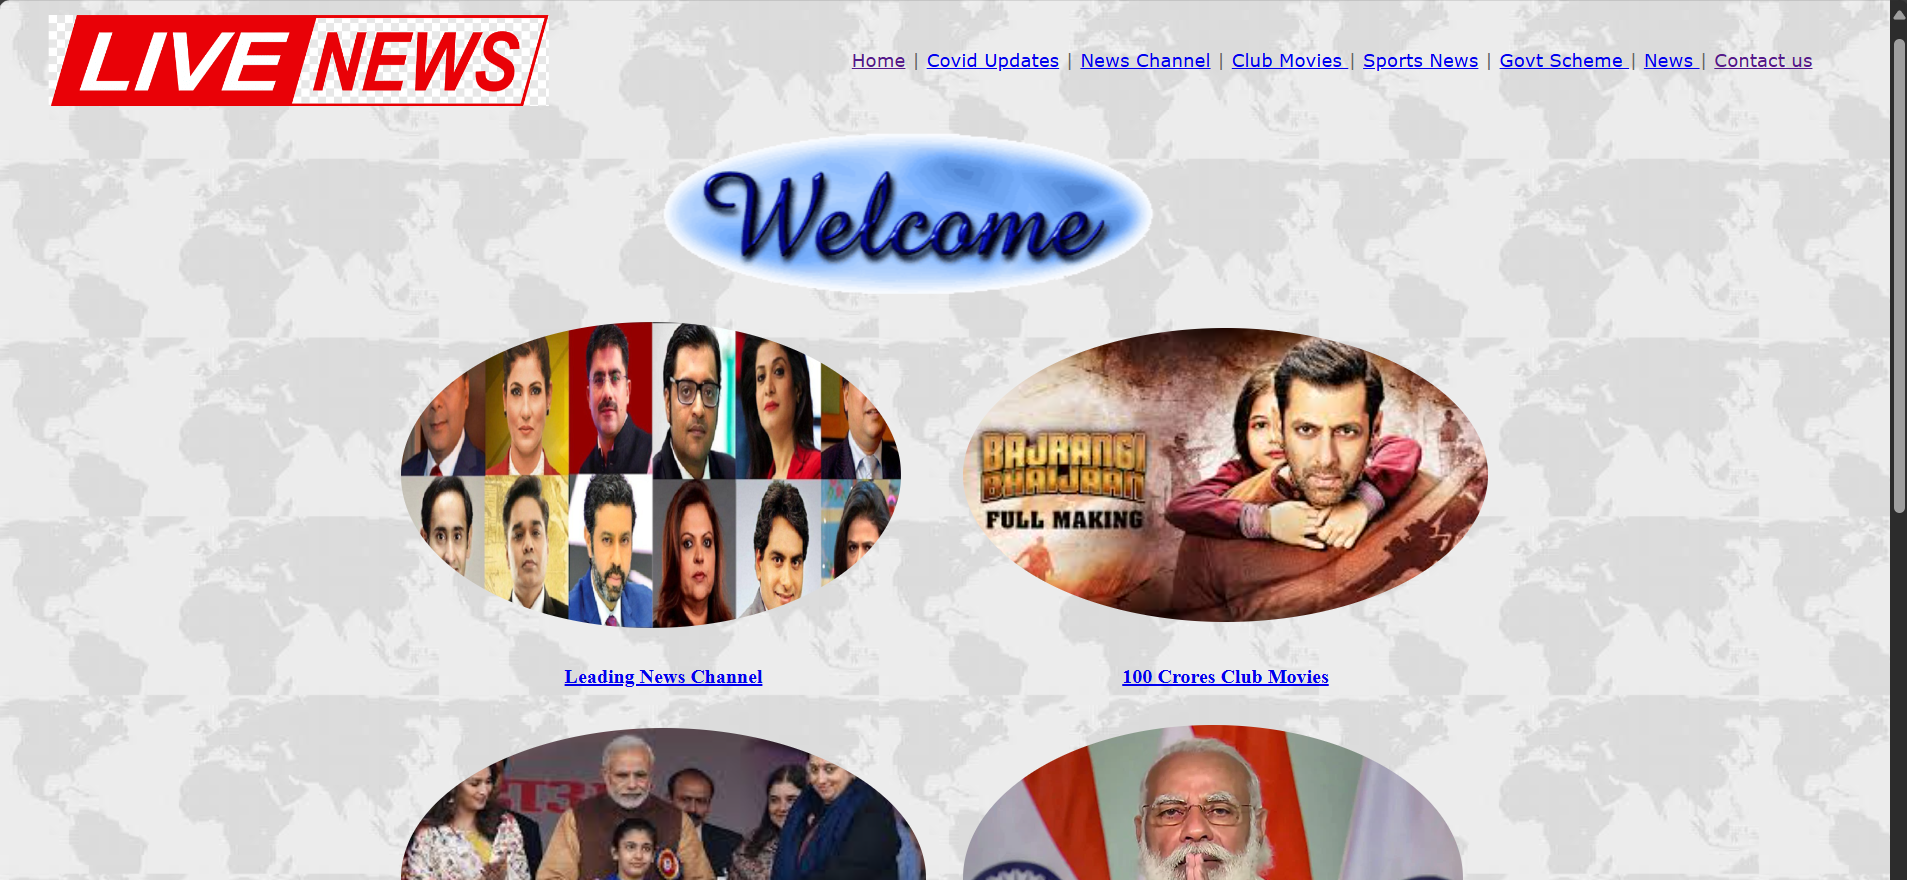 LIVE NEWS
Home | Covid Updates | News Channel | Club Movies | Sports News | Govt Scheme | News | Contact us
Welcome
BAJRANGI
BHAIJAAN
FULL MAKING
Leading News Channel
100 Crores Club Movies